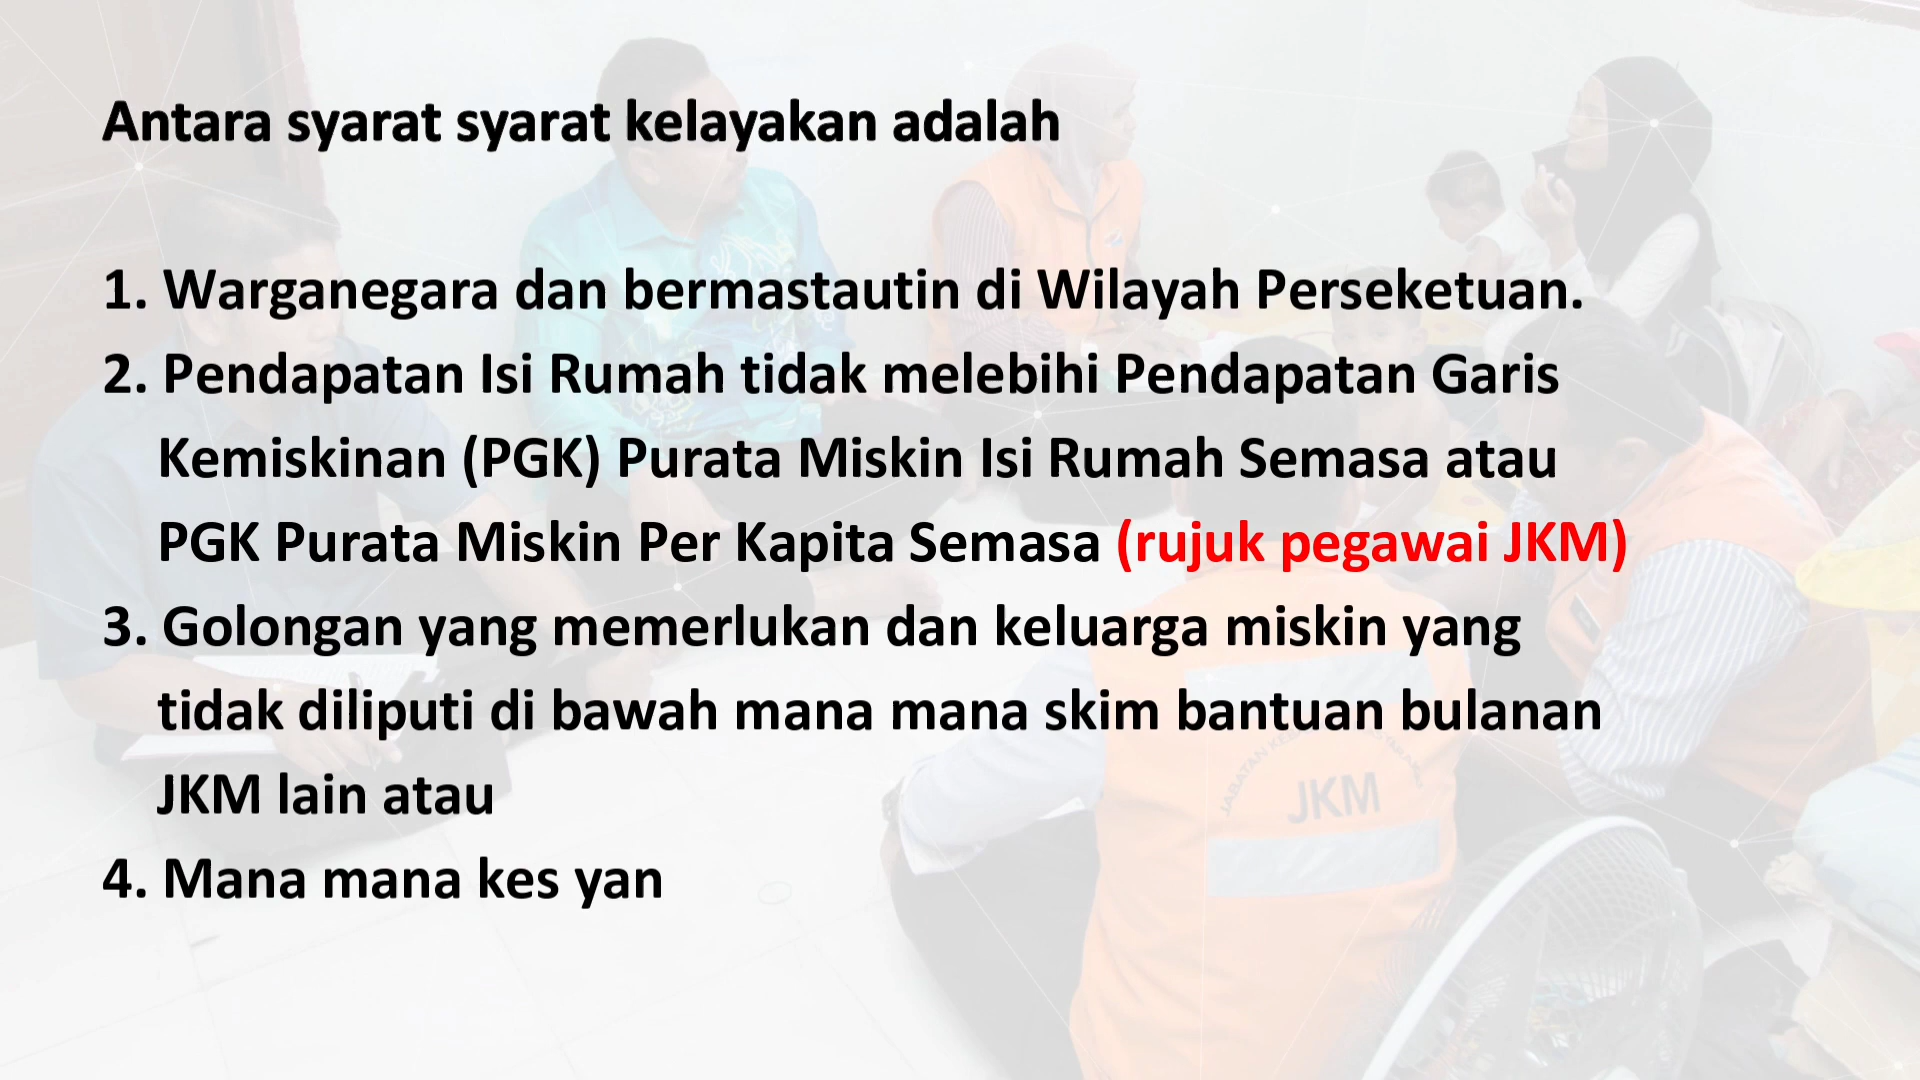 Antara syarat syarat kelayakan adalah
1. Warganegara dan bermastautin di Wilayah Perseketuan.
2. Pendapatan Isi Rumah tidak melebihi Pendapatan Garis
Kemiskinan (PGK) Purata Miskin Isi Rumah Semasa atau
PGK Purata Miskin Per Kapita Semasa (rujuk pegawai JKM)
3. Golongan yang memerlukan dan keluarga miskin yang
tidak diliputi di bawah mana mana skim bantuan bulanan
JKM lain atau
4. Mana mana kes yan
JKM